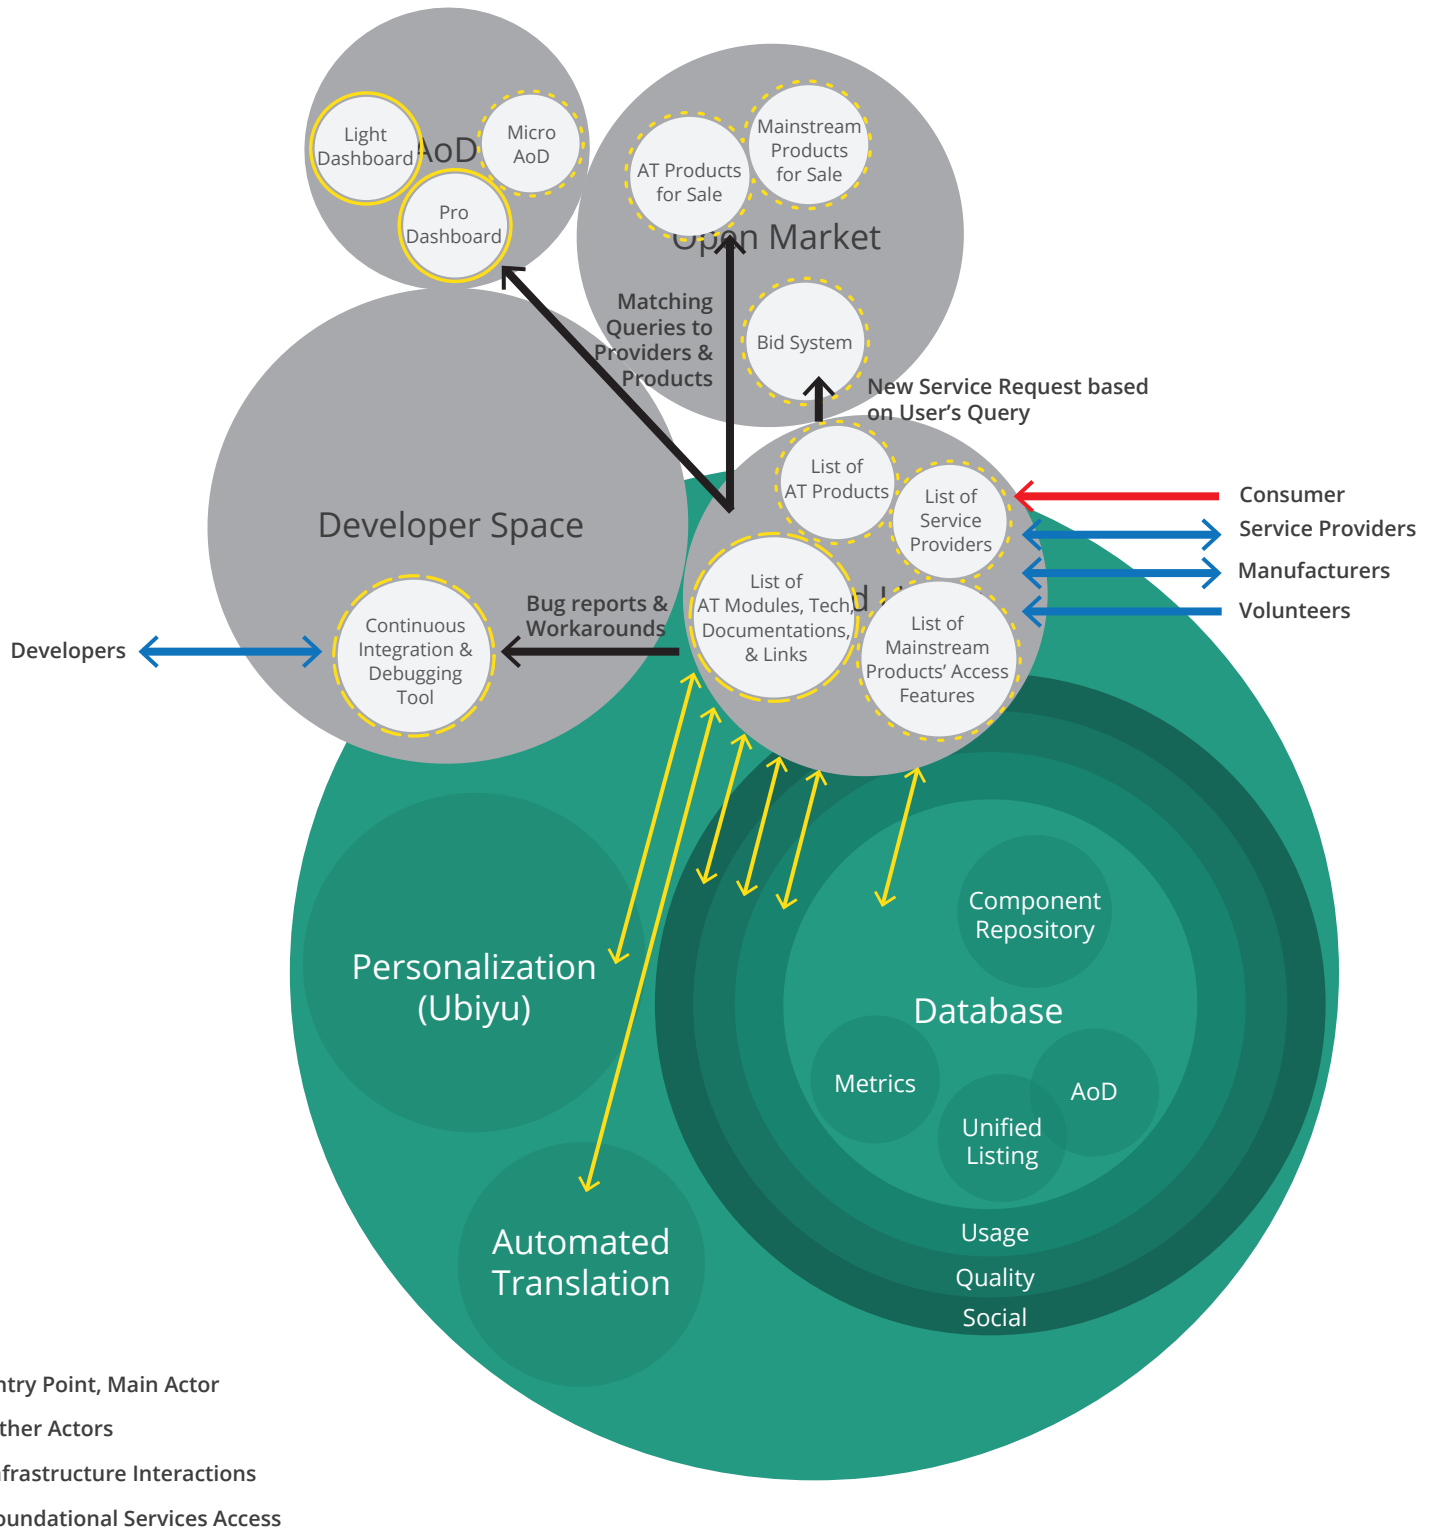 Light
Dashboard
AoD
Micro
AoD
Pro
Dashboard
AT Products
for Sale
Mainstream
Products
for Sale
Open Market
Matching
Queries to
Providers &
Products
Bid System
New Service Request based
on User's Query
List of
AT Products
List of
Service
Providers
Consumer
Service Providers
Manufacturers
Volunteers
Developer Space
List of
AT Modules, Tech,
Documentations,
& Links
List of
Mainstream
Products' Access
Features
Bug reports &
Workarounds
Developers
Continuous
Integration &
Debugging
Tool
Component
Repository
Personalization
(Ubiyu)
Database
Metrics
AoD
Unified
Listing
Usage
Quality
Social
Automated
Translation
ntry Point, Main Actor
ther Actors
nfrastructure Interactions
oundational Services Access